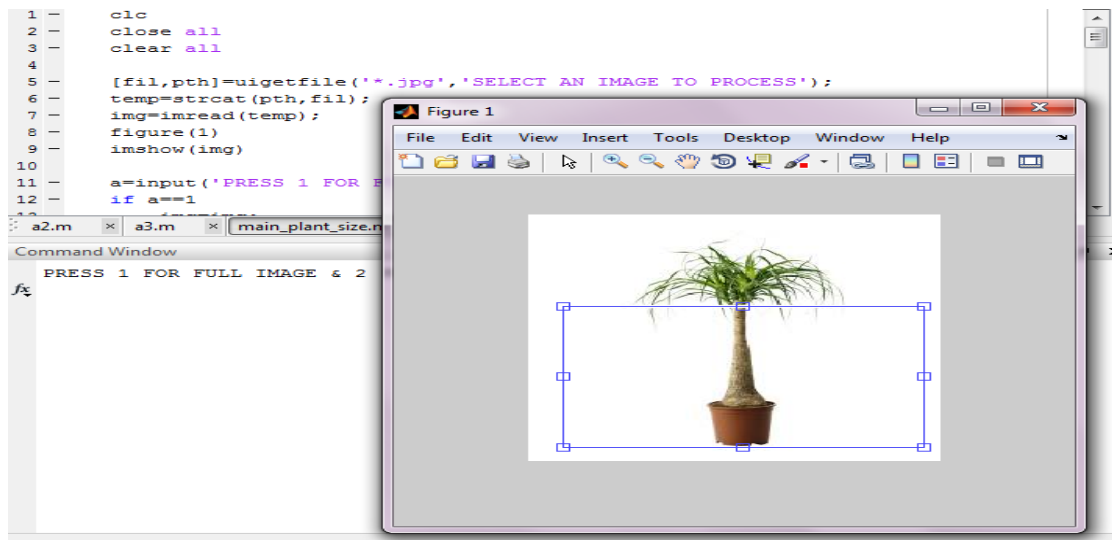 1 – clc
2 – close all
3 – clear all
4
5 – [fil,pth]=uigetfile('*.jpg','SELECT AN IMAGE TO PROCESS');
6 – temp=strcat(pth,fil);
7 – img=imread(temp);
8 – figure(1)
9 – imshow(img)
10
11 – a=input('PRESS 1 FOR
12 – if a==1
a2.m × a3.m × main_plant_size.
Command Window
PRESS 1 FOR FULL IMAGE & 2
fx
Figure 1
File Edit View Insert Tools Desktop Window Help